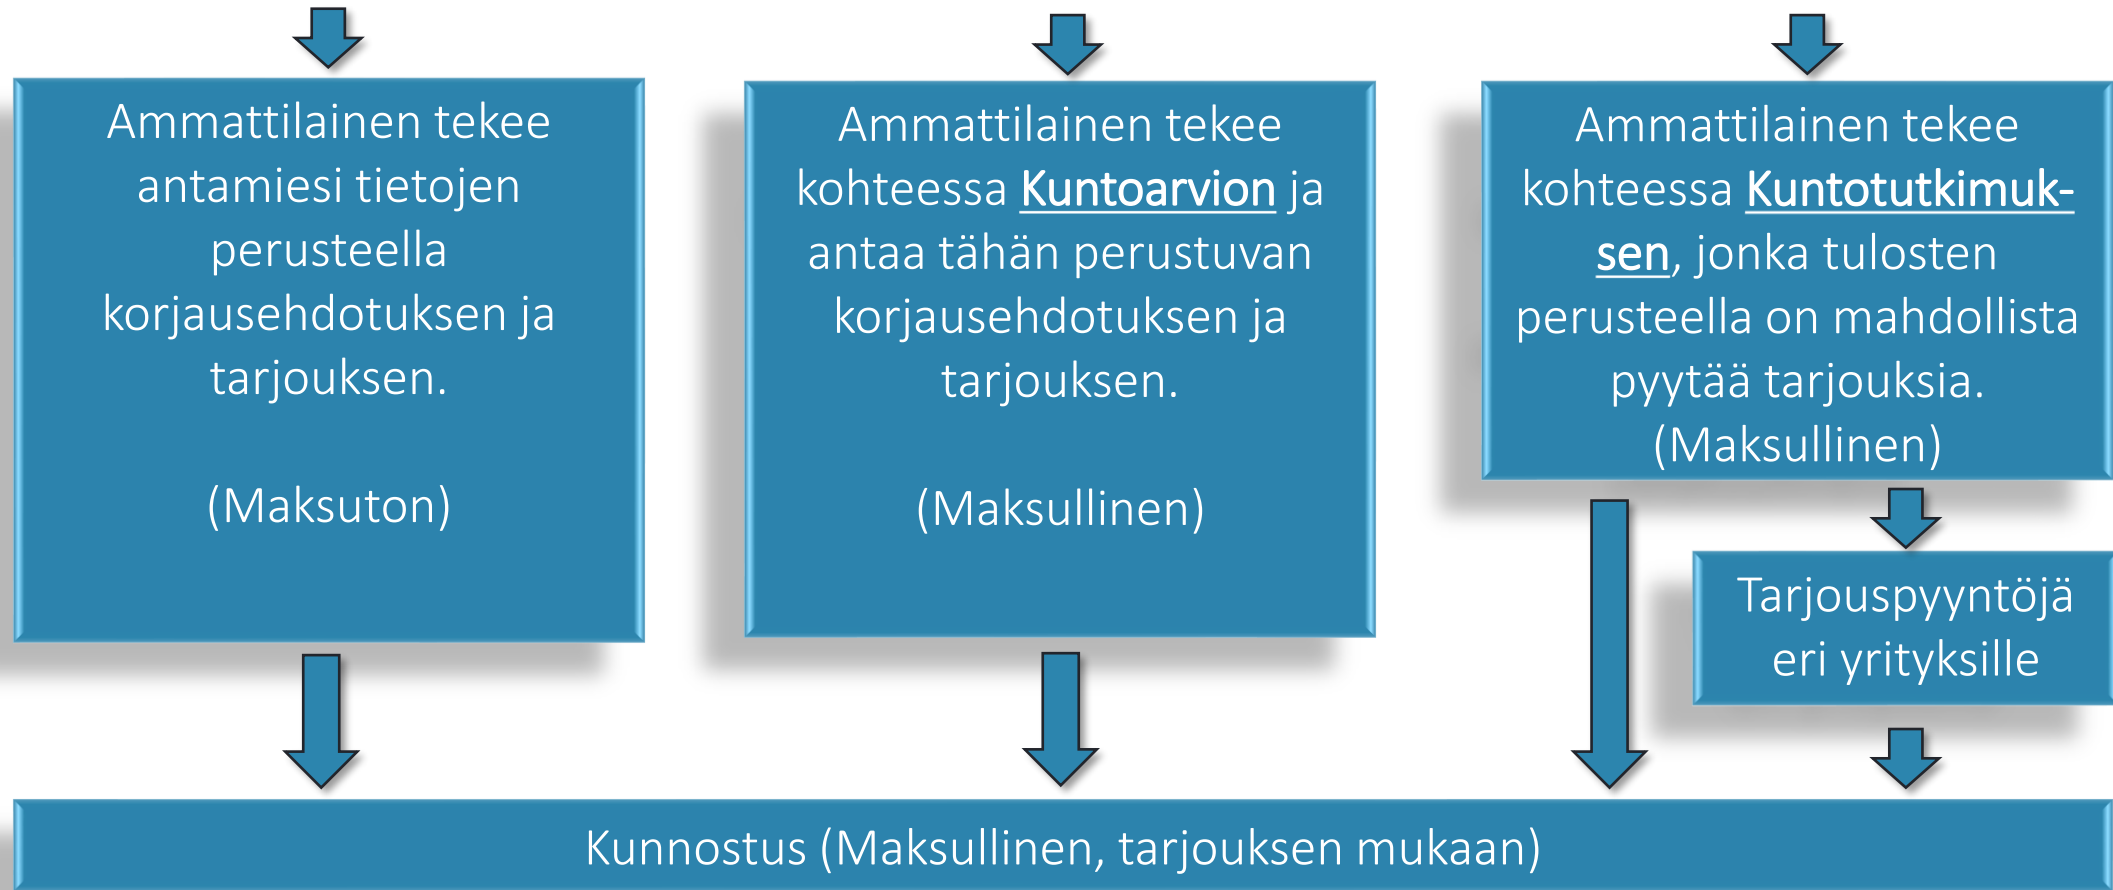 Ammattilainen tekee
antamiesi tietojen
perusteella
korjausehdotuksen ja
tarjouksen.
(Maksuton)
Ammattilainen tekee
kohteessa Kuntoarvion ja
antaa tähän perustuvan
korjausehdotuksen ja
tarjouksen.
(Maksullinen)
Ammattilainen tekee
kohteessa Kuntotutkimuk-
sen, jonka tulosten
perusteella on mahdollista
pyytää tarjouksia.
(Maksullinen)
Tarjouspyyntöjä
eri yrityksille
Kunnostus (Maksullinen, tarjouksen mukaan)